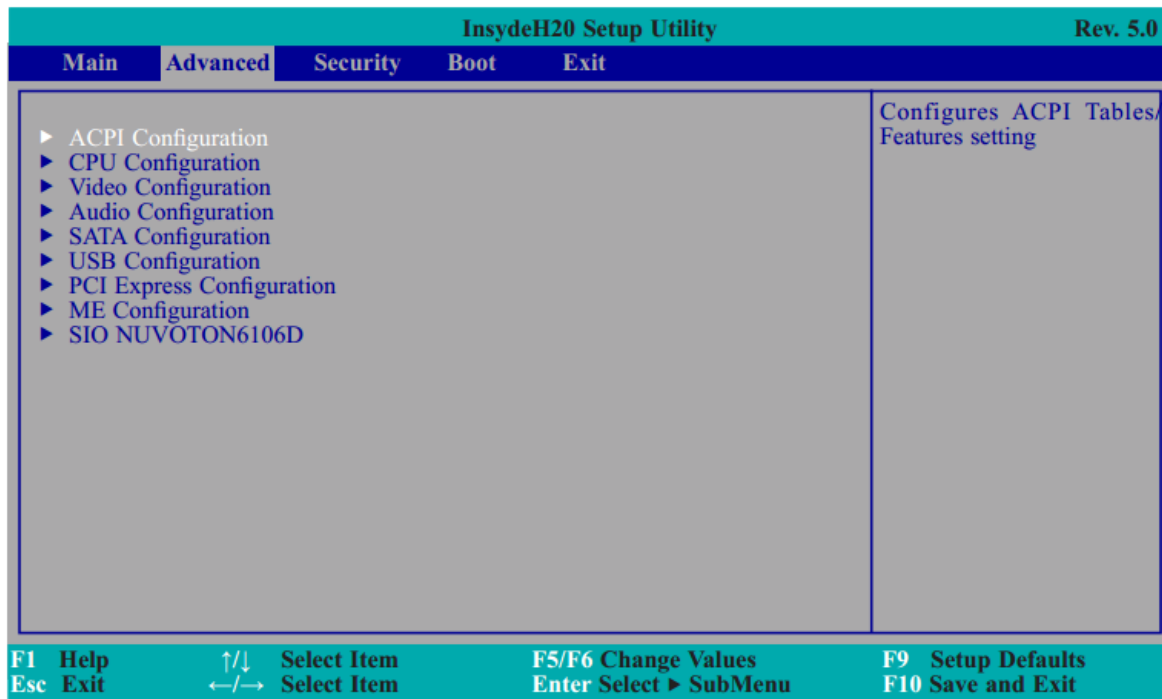 InsydeH20 Setup Utility Rev. 5.0
Main Advanced Security Boot Exit
► ACPI Configuration
► CPU Configuration
► Video Configuration
► Audio Configuration
► SATA Configuration
► USB Configuration
► PCI Express Configuration
► ME Configuration
► SIO NUVOTON6106D
Configures ACPI Tables/
Features setting
F1 Help ↑/↓ Select Item F5/F6 Change Values F9 Setup Defaults
Esc Exit ←/→ Select Item Enter Select ► SubMenu F10 Save and Exit